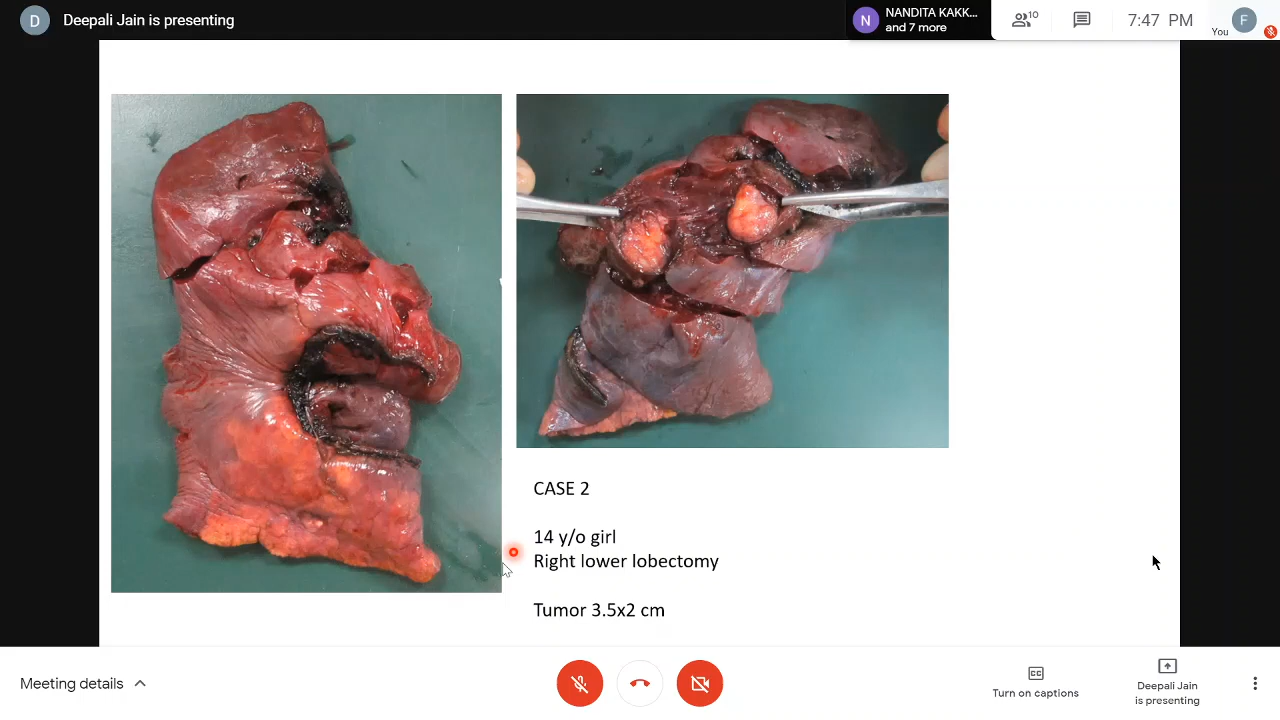 D
Deepali Jain is presenting
N
NANDITA KAKK...
and 7 more
10
7:47 PM
You
F
CASE 2
14 y/o girl
Right lower lobectomy
Tumor 3.5x2 cm
Meeting details
CC
Turn on captions
Deepali Jain
is presenting